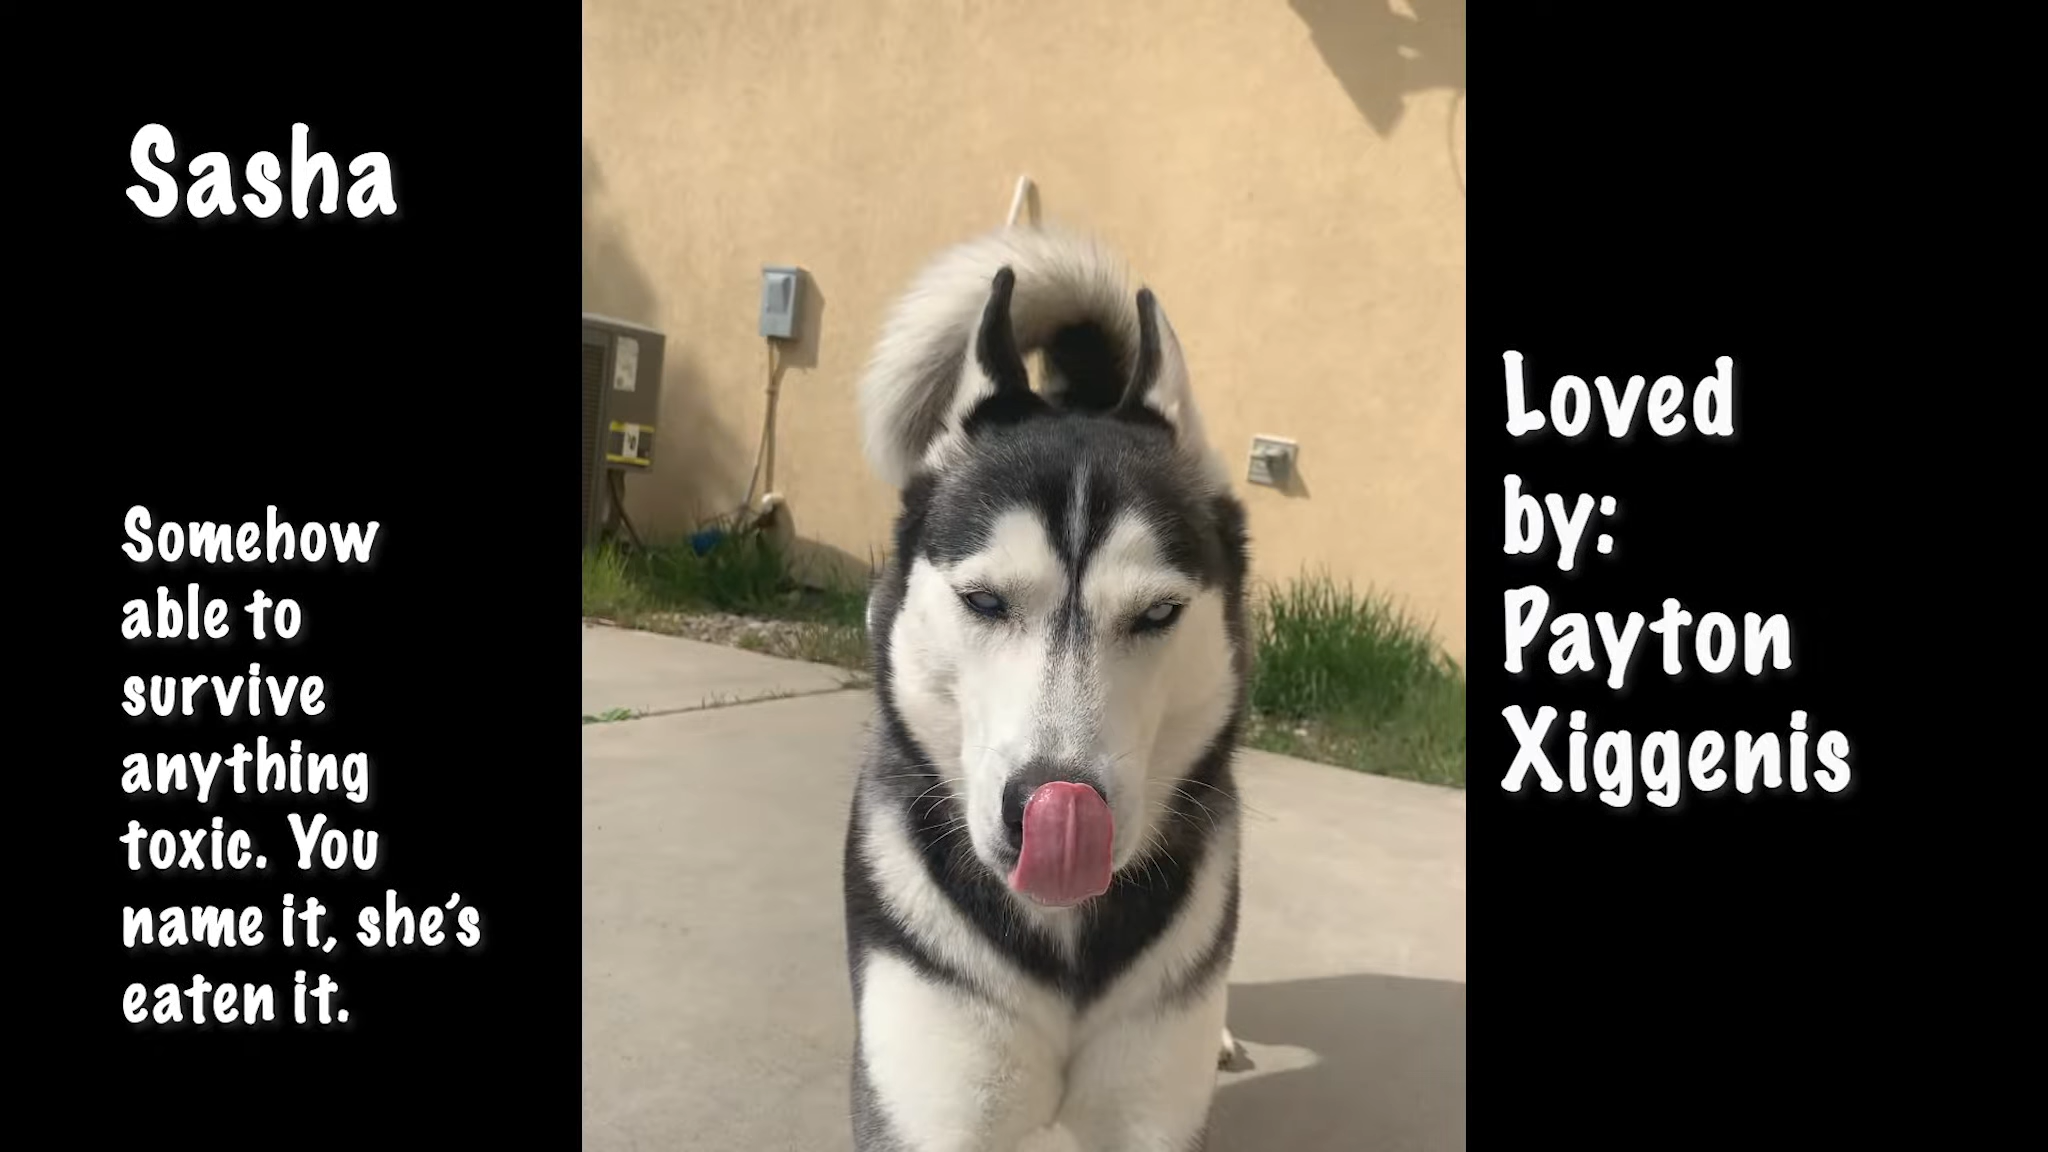 Sasha
Somehow
able to
survive
anything
toxic. You
name it, she's
eaten it.
Loved
by:
Payton
Xiggenis